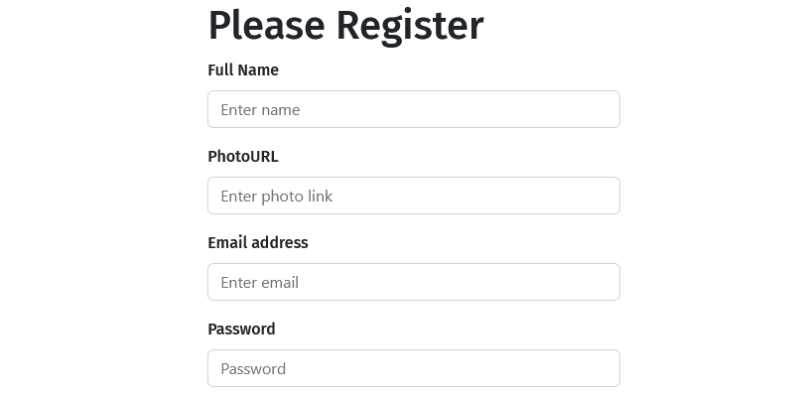 Please Register
Full Name
Enter name
PhotoURL
Enter photo link
Email address
Enter email
Password
Password